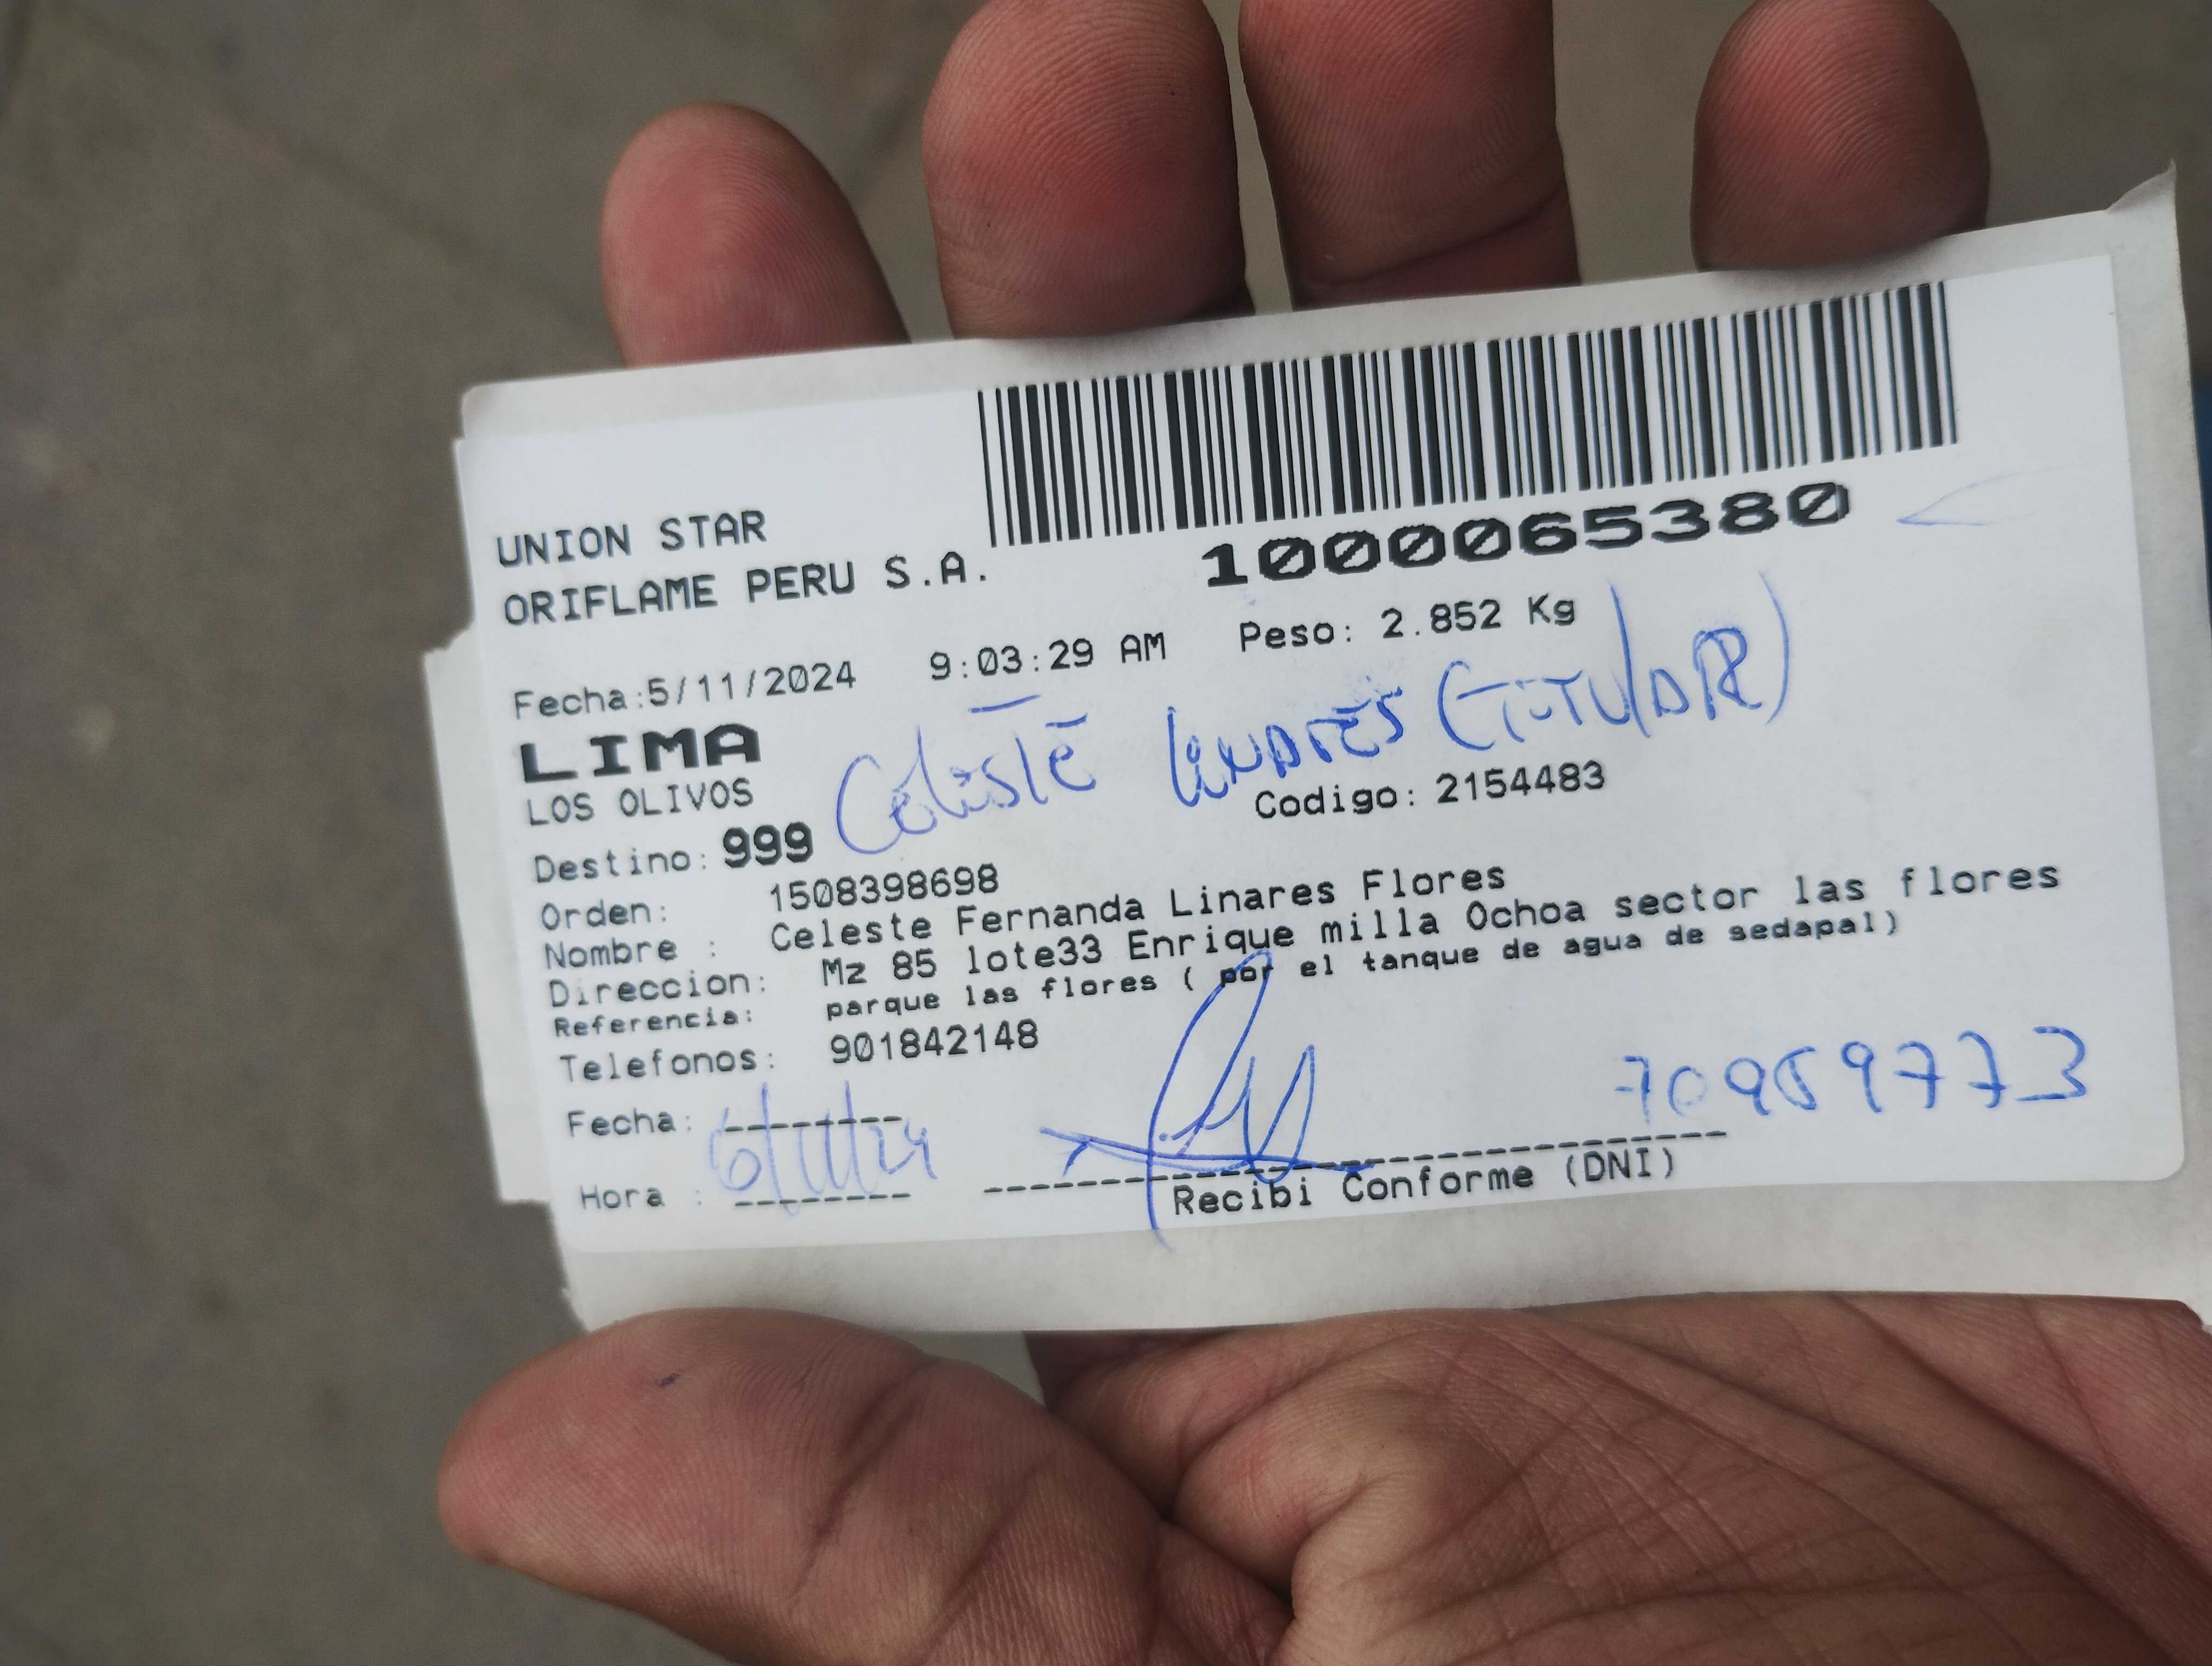 1000065380
UNION STAR
ORIFLAME PERU S.A.
Fecha:5/11/2024 9:03:29 AM Peso: 2.852 Kg
LIMA
Celeste Linares (TITULAR)
LOS OLIVOS
Codigo: 2154483
Destino: 999
Orden: 1508398698
Nombre : Celeste Fernanda Linares Flores
Direccion: Mz 85 lote33 Enrique milla Ochoa sector las flores
Referencia: parque las flores ( por el tanque de agua de sedapal)
Telefonos: 901842148
70959773
Fecha: 6/11/24
Hora :
Recibi Conforme (DNI)